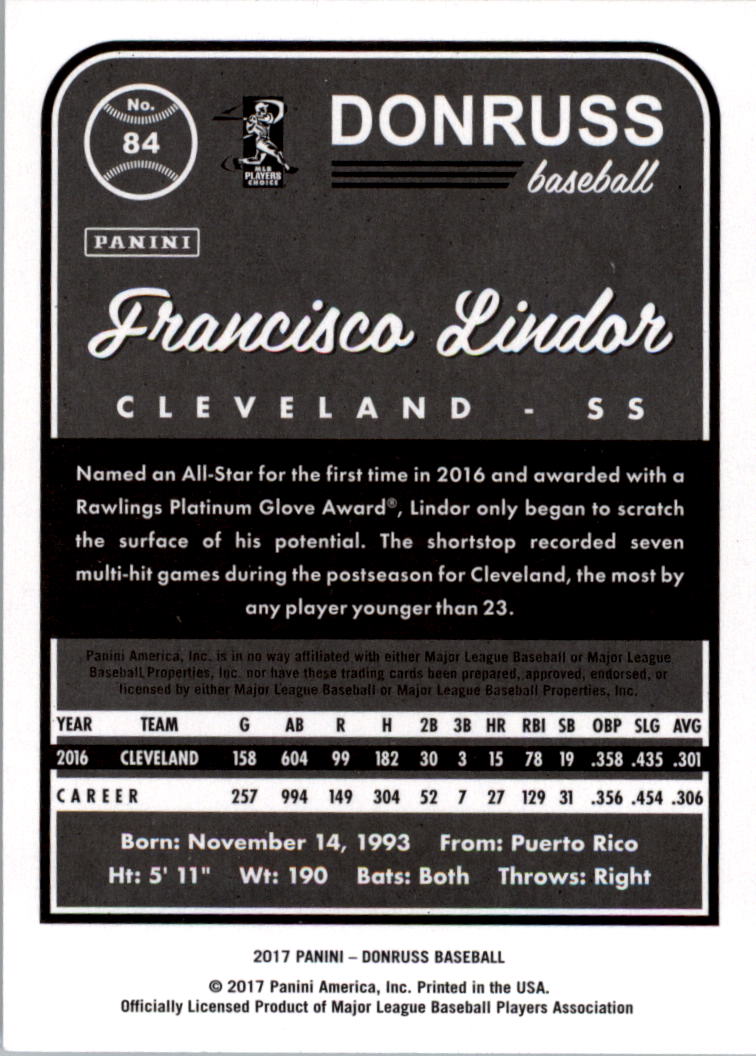 No.
84
MLB
PLAYERS
CHOICE
DONRUSS
baseball
PANINI
Francisco Lindor
CLEVELAND - SS
Named an All-Star for the first time in 2016 and awarded with a
Rawlings Platinum Glove Award®, Lindor only began to scratch
the surface of his potential. The shortstop recorded seven
multi-hit games during the postseason for Cleveland, the most by
any player younger than 23.
Panini America, Inc. is in no way affiliated with either Major League Baseball or Major League
Baseball Properties, Inc. nor have these trading cards been prepared, approved, endorsed, or
licensed by either Major League Baseball or Major League Baseball Properties, Inc.
YEAR TEAM G AB R H 2B 3B HR RBI SB OBP SLG AVG
2016 CLEVELAND 158 604 99 182 30 3 15 78 19 .358 .435 .301
CAREER 257 994 149 304 52 7 27 129 31 .356 .454 .306
Born: November 14, 1993 From: Puerto Rico
Ht: 5' 11" Wt: 190 Bats: Both Throws: Right
2017 PANINI – DONRUSS BASEBALL
© 2017 Panini America, Inc. Printed in the USA.
Officially Licensed Product of Major League Baseball Players Association